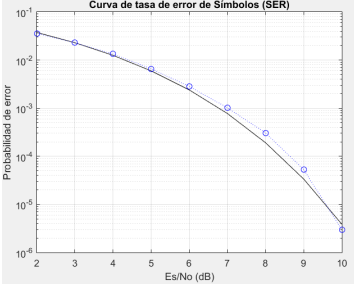 Curva de tasa de error de Símbolos (SER)
10^-1
10^-2
10^-3
10^-4
10^-5
10^-6
Probabilidad de error
2 3 4 5 6 7 8 9 10
Es/No (dB)